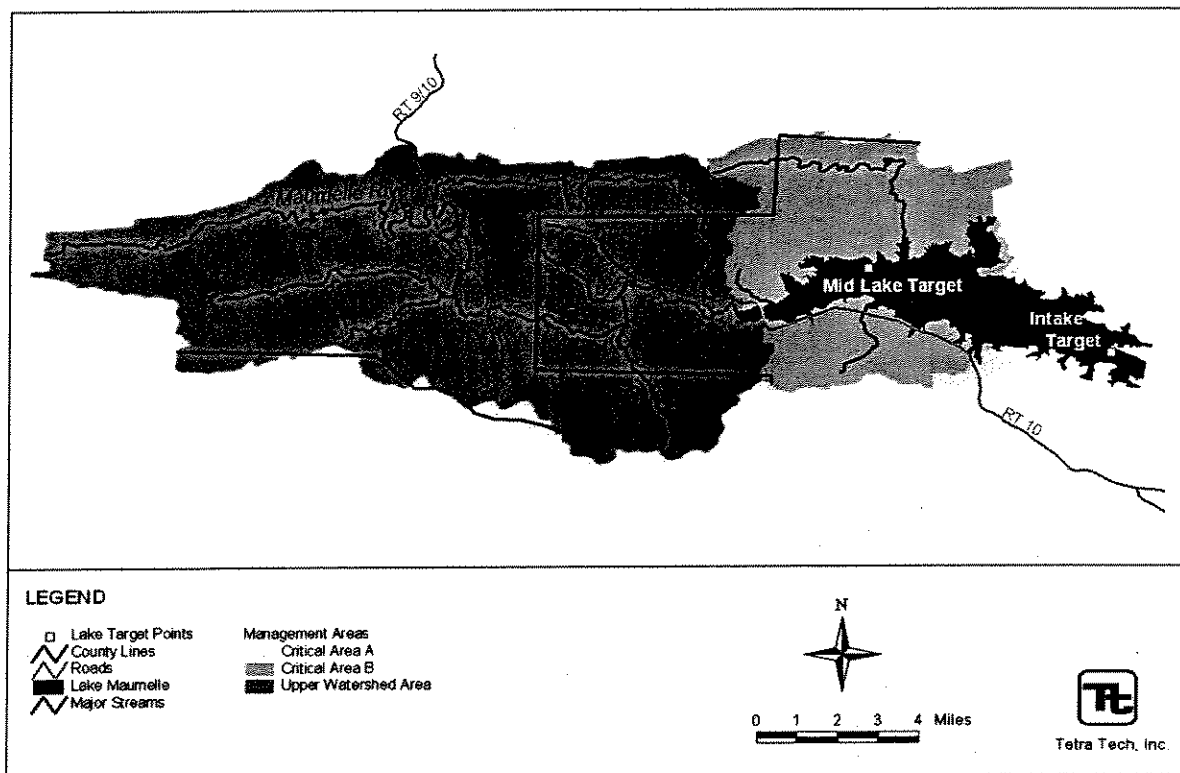 RT 9/10
Maumelle River
Mid Lake Target
Intake
Target
RT 10
LEGEND
Lake Target Points
County Lines
Roads
Lake Maumelle
Major Streams
Management Areas
Critical Area A
Critical Area B
Upper Watershed Area
N
0 1 2 3 4 Miles
Tt
Tetra Tech, Inc.